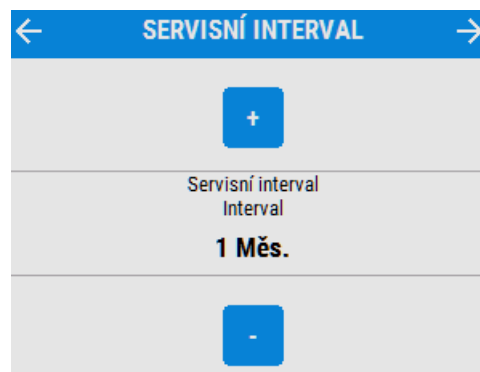 ← SERVISNÍ INTERVAL →
+
Servisní interval
Interval
1 Měs.
-